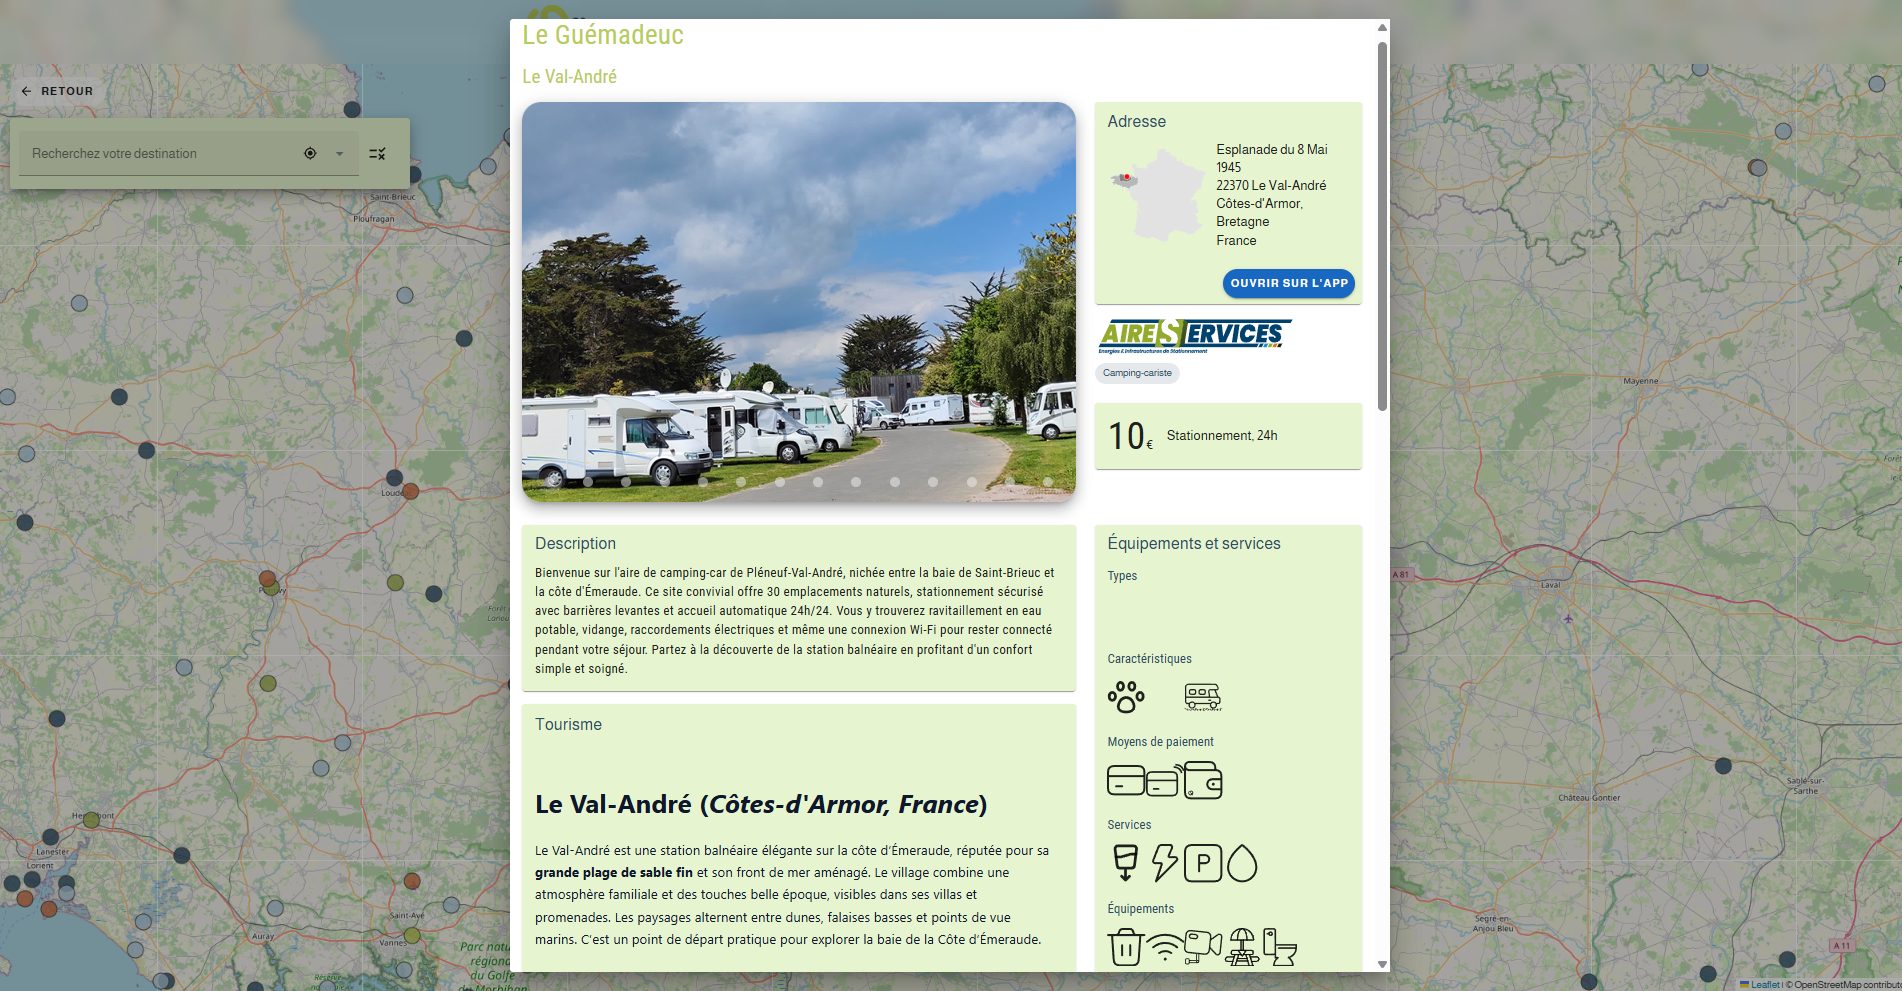 Le Guémadeuc
Le Val-André
RETOUR
Recherchez votre destination
Adresse
Esplanade du 8 Mai
1945
22370 Le Val-André
Côtes-d'Armor,
Bretagne
France
OUVRIR SUR L'APP
AIRE SERVICES
Energies & Infrastructures de Stationnement
Camping-cariste
10 €
Stationnement, 24h
Description
Bienvenue sur l'aire de camping-car de Pléneuf-Val-André, nichée entre la baie de Saint-Brieuc et
la côte d'Émeraude. Ce site convivial offre 30 emplacements naturels, stationnement sécurisé
avec barrières levantes et accueil automatique 24h/24. Vous y trouverez ravitaillement en eau
potable, vidange, raccordements électriques et même une connexion Wi-Fi pour rester connecté
pendant votre séjour. Partez à la découverte de la station balnéaire en profitant d'un confort
simple et soigné.
Tourisme
Le Val-André (Côtes-d'Armor, France)
Le Val-André est une station balnéaire élégante sur la côte d'Émeraude, réputée pour sa
grande plage de sable fin et son front de mer aménagé. Le village combine une
atmosphère familiale et des touches belle époque, visibles dans ses villas et
promenades. Les paysages alternent entre dunes, falaises basses et points de vue
marins. C'est un point de départ pratique pour explorer la baie de la Côte d'Émeraude.
Équipements et services
Types
Caractéristiques
Moyens de paiement
Services
P
Équipements
Saint-Brieuc
Ploufragan
Lanester
Lorient
Auray
Saint-Avé
Vannes
Parc natu
régiona
du Golfe
du Morbihan
Mayenne
A 81
Laval
Château-Gontier
Sablé-sur-
Sarthe
Segré-en-
Anjou Bleu
A 11
Leaflet | © OpenStreetMap contribut